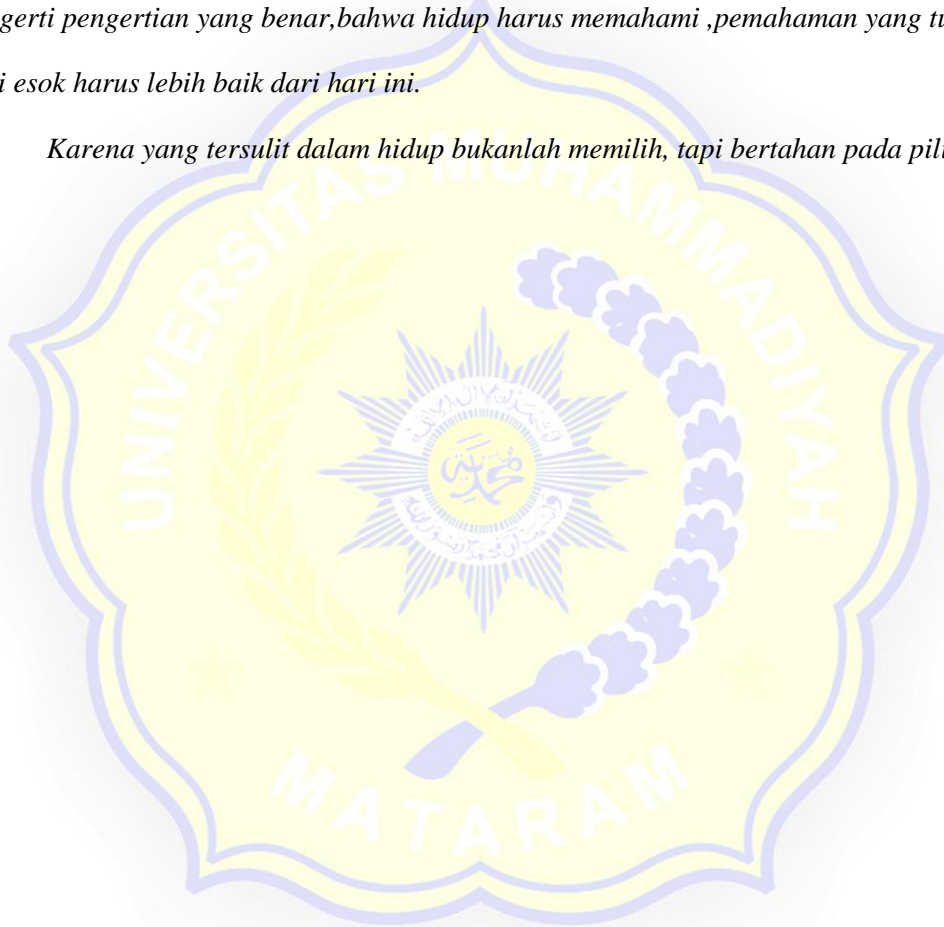 gerti pengertian yang benar,bahwa hidup harus memahami ,pemahaman yang tu
i esok harus lebih baik dari hari ini.
Karena yang tersulit dalam hidup bukanlah memilih, tapi bertahan pada pili
UNIVERSITAS MUHAMMADIYAH
MATARAM